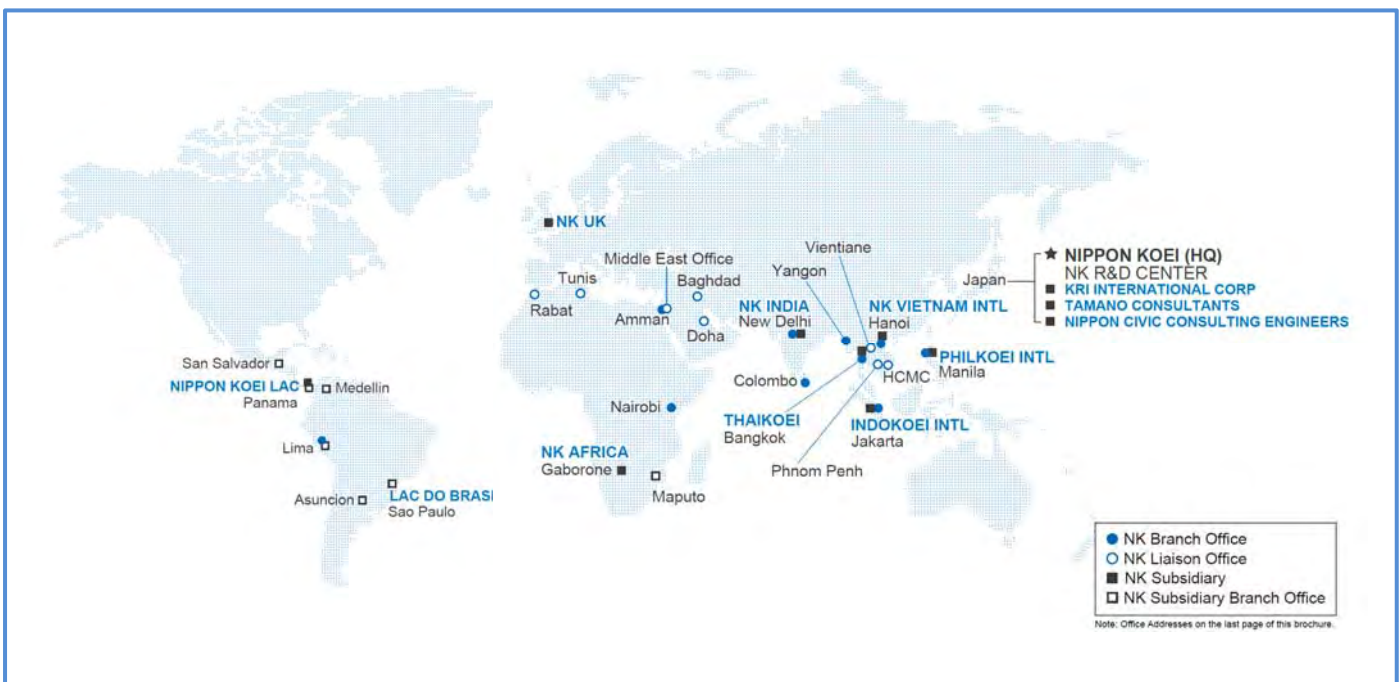 NK UK
Vientiane
Middle East Office
Yangon
Tunis
Baghdad
Rabat
Amman
Doha
NK INDIA
New Delhi
NK VIETNAM INTL
Hanoi
Japan
NIPPON KOEI (HQ)
NK R&D CENTER
KRI INTERNATIONAL CORP
TAMANO CONSULTANTS
NIPPON CIVIC CONSULTING ENGINEERS
San Salvador
NIPPON KOEI LAC
Panama
Medellin
Colombo
HCMC
PHILKOEI INTL
Manila
Nairobi
THAIKOEI
Bangkok
INDOKOEI INTL
Jakarta
Lima
NK AFRICA
Gaborone
Phnom Penh
Maputo
Asuncion
LAC DO BRASI
Sao Paulo
NK Branch Office
NK Liaison Office
NK Subsidiary
NK Subsidiary Branch Office
Note: Office Addresses on the last page of this brochure.